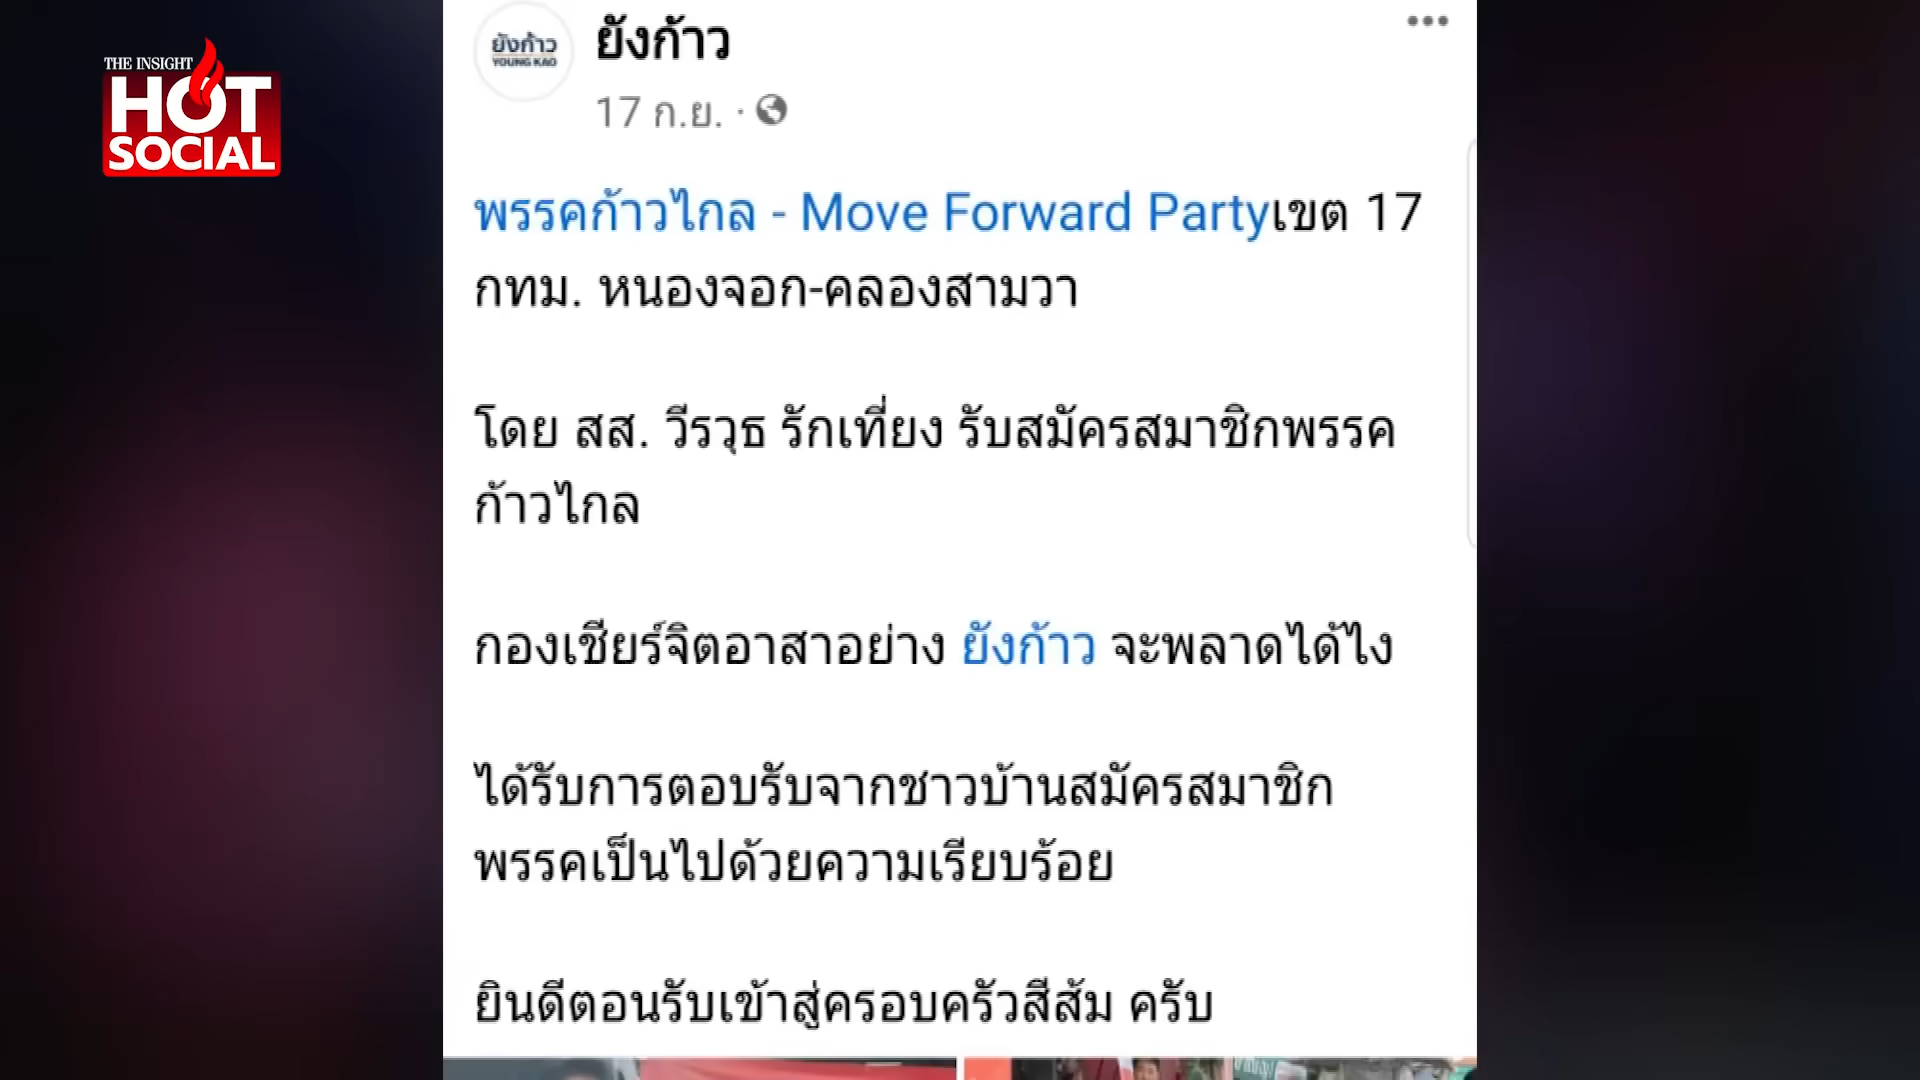 THE INSIGHT
HOT
SOCIAL
ยังก้าว
YOUNG KAO
ยังก้าว
17 ก.ย. ·
พรรคก้าวไกล - Move Forward Partyเขต 17
กทม. หนองจอก-คลองสามวา
โดย สส. วีรวุธ รักเที่ยง รับสมัครสมาชิกพรรค
ก้าวไกล
กองเชียร์จิตอาสาอย่าง ยังก้าว จะพลาดได้ไง
ได้รับการตอบรับจากชาวบ้านสมัครสมาชิก
พรรคเป็นไปด้วยความเรียบร้อย
ยินดีตอนรับเข้าสู่ครอบครัวสีส้ม ครับ